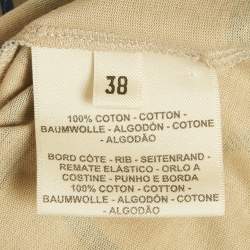 38
100% COTON - COTTON -
BAUMWOLLE - ALGODÓN - COTONE
- ALGODÃO
BORD CÔTE - RIB - SEITENRAND -
REMATE ELÁSTICO - ORLO A
COSTINE - PUNHO E BORDA
100% COTON - COTTON -
BAUMWOLLE - ALGODÓN - COTONE
- ALGODÃO